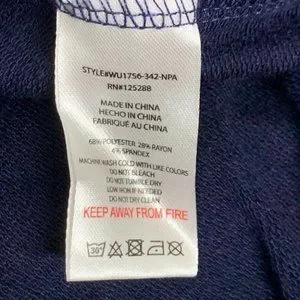 STYLE#WU1756-342-NPA
RN#125288
MADE IN CHINA
HECHO EN CHINA
FABRIQUÉ AU CHINA
68% POLYESTER 28% RAYON
4% SPANDEX
MACHINE WASH COLD WITH LIKE COLORS
DO NOT BLEACH
DO NOT TUMBLE DRY
LOW IRON IF NEEDED
DO NOT DRY CLEAN
KEEP AWAY FROM FIRE
30°